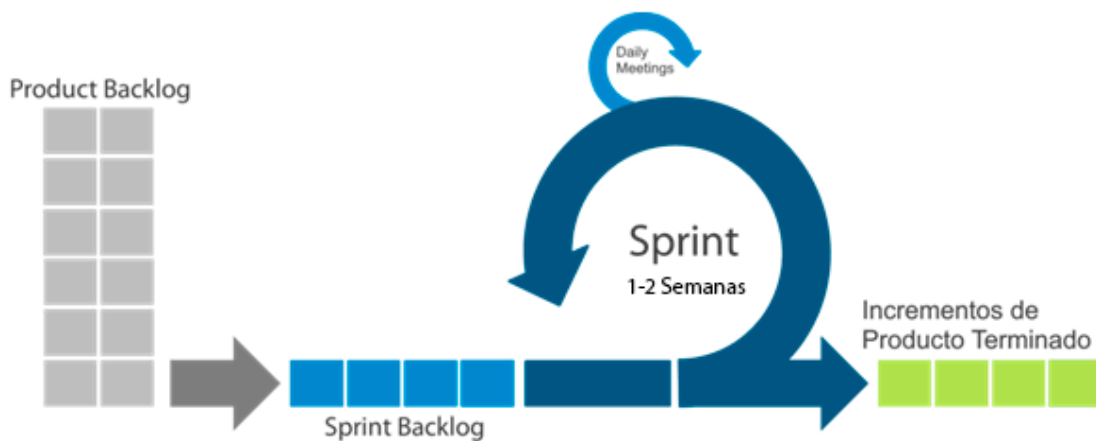 Daily
Meetings
Product Backlog
Sprint
1-2 Semanas
Incrementos de
Producto Terminado
Sprint Backlog